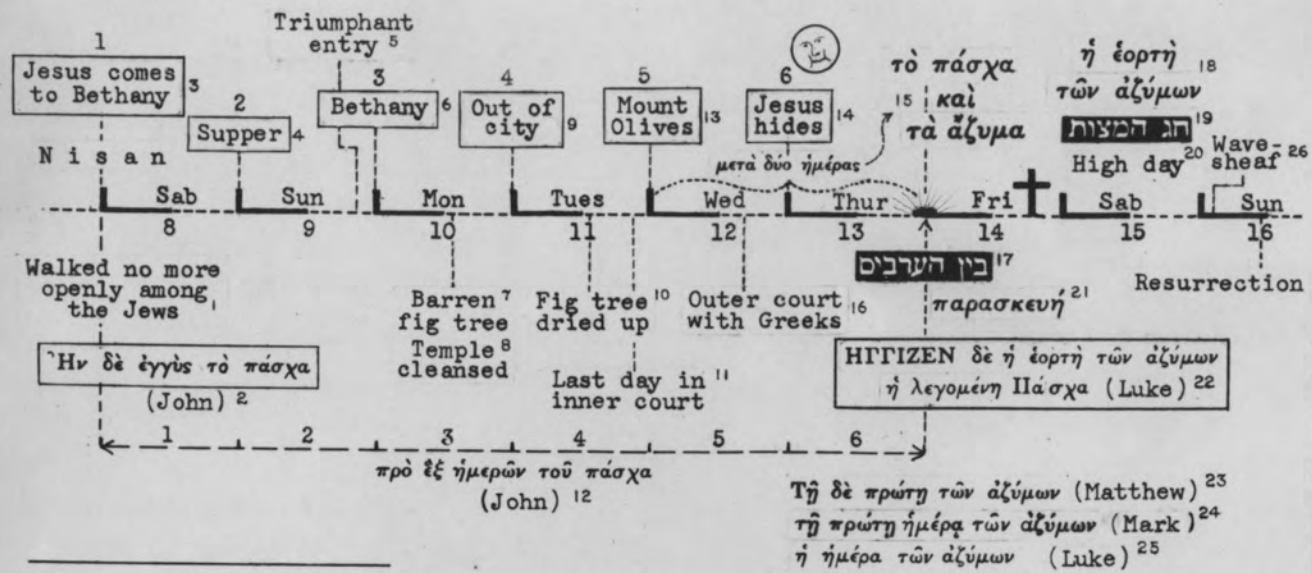 Triumphant
entry 5
1
Jesus comes
to Bethany
3
2
Supper
4
3
Bethany
6
4
Out of
city
9
5
Mount
Olives
13
6
Jesus
hides
14
τὸ πάσχα
15 καὶ
τὰ ἄζυμα
ἡ ἑορτὴ 18
τῶν ἀζύμων
חג המצות 19
High day 20
Wave-
sheaf 26
μετὰ δύο ἡμέρας
Nisan
Sab Sun Mon Tues Wed Thur Fri Sab Sun
8 9 10 11 12 13 14 15 16
Walked no more
openly among
the Jews 1
Ἦν δὲ ἐγγὺς τὸ πάσχα
(John) 2
Barren 7
fig tree
Temple 8
cleansed
Fig tree 10
dried up
Last day in 11
inner court
Outer court
with Greeks 16
בין הערבים 17
παρασκευή 21
Resurrection
ΗΓΓΙΖΕΝ δὲ ἡ ἑορτὴ τῶν ἀζύμων
ἡ λεγομένη Πάσχα (Luke) 22
1 2 3 4 5 6
πρὸ ἓξ ἡμερῶν τοῦ πάσχα
(John) 12
Τῇ δὲ πρώτῃ τῶν ἀζύμων (Matthew) 23
τῇ πρώτῃ ἡμέρᾳ τῶν ἀζύμων (Mark) 24
ἡ ἡμέρα τῶν ἀζύμων (Luke) 25